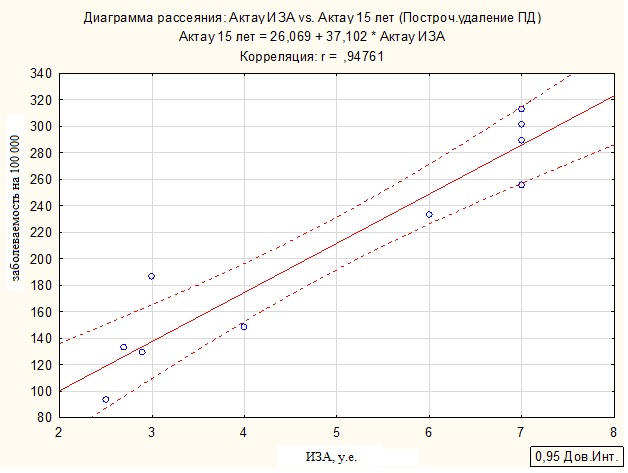 Диаграмма рассеяния: Актау ИЗА vs. Актау 15 лет (Построч.удаление ПД)
Актау 15 лет = 26,069 + 37,102 * Актау ИЗА
Корреляция: r = ,94761
340
320
300
280
260
240
220
200
180
160
140
120
100
80
заболеваемость на 100 000
2 3 4 5 6 7 8
ИЗА, у.е.
0,95 Дов.Инт.